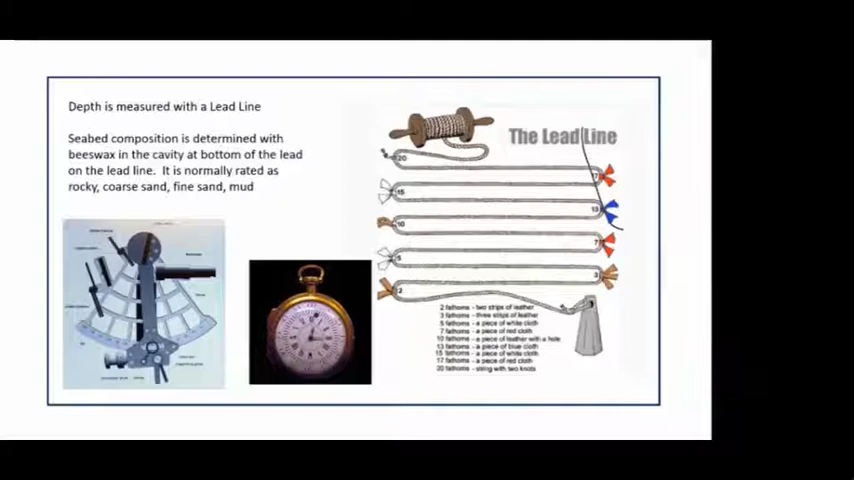 Depth is measured with a Lead Line
Seabed composition is determined with
beeswax in the cavity at bottom of the lead
on the lead line. It is normally rated as
rocky, coarse sand, fine sand, mud
The Lead Line
20
17
15
13
10
7
5
3
2
2 fathoms - two strips of leather
3 fathoms - three strips of leather
5 fathoms - a piece of white cloth
7 fathoms - a piece of red cloth
10 fathoms - a piece of leather with a hole
13 fathoms - a piece of blue cloth
15 fathoms - a piece of white cloth
17 fathoms - a piece of red cloth
20 fathoms - string with two knots